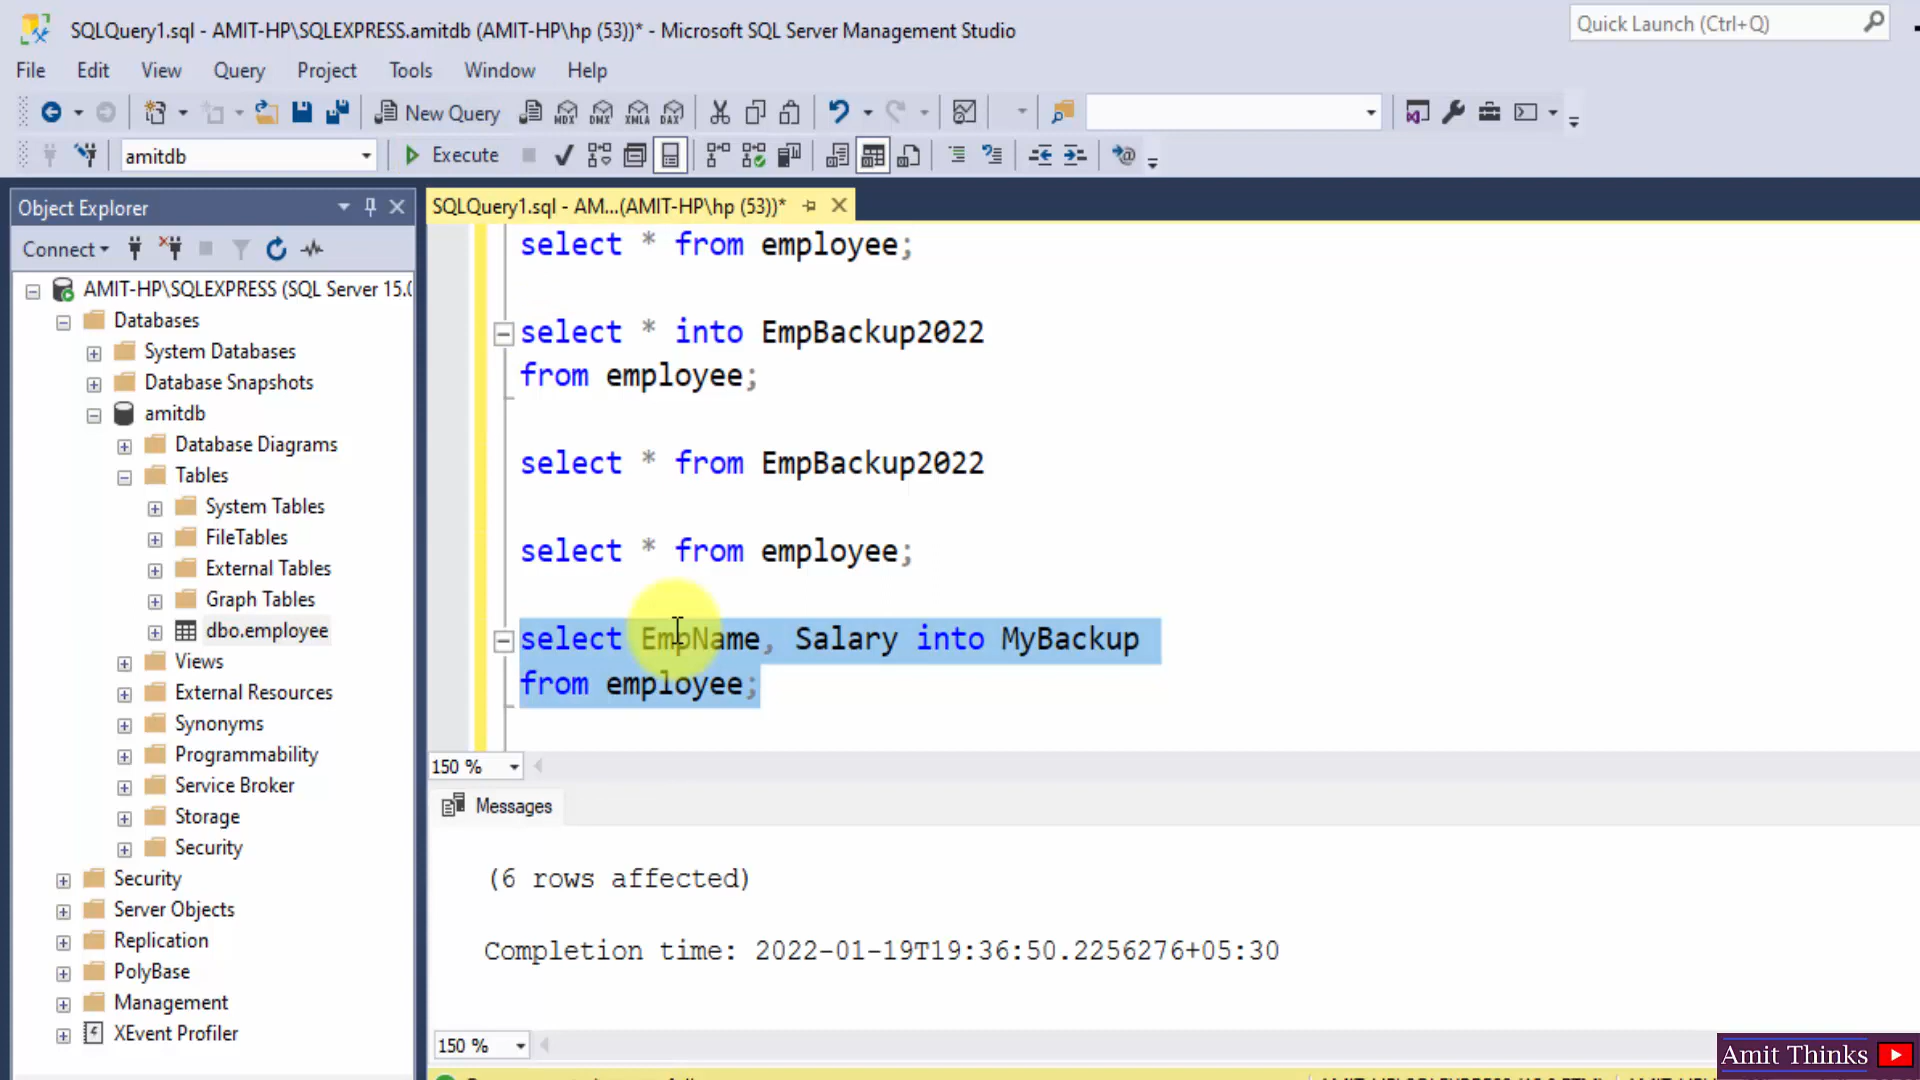 SQLQuery1.sql - AMIT-HP\SQLEXPRESS.amitdb (AMIT-HP\hp (53))* - Microsoft SQL Server Management Studio
Quick Launch (Ctrl+Q)
File Edit View Query Project Tools Window Help
New Query MDX DMX XMLA DAX
amitdb Execute
Object Explorer
SQLQuery1.sql - AM...(AMIT-HP\hp (53))*
Connect
AMIT-HP\SQLEXPRESS (SQL Server 15.0
Databases
System Databases
Database Snapshots
amitdb
Database Diagrams
Tables
System Tables
FileTables
External Tables
Graph Tables
dbo.employee
Views
External Resources
Synonyms
Programmability
Service Broker
Storage
Security
Security
Server Objects
Replication
PolyBase
Management
XEvent Profiler
select * from employee;
select * into EmpBackup2022
from employee;
select * from EmpBackup2022
select * from employee;
select EmpName, Salary into MyBackup
from employee;
150 %
Messages
(6 rows affected)
Completion time: 2022-01-19T19:36:50.2256276+05:30
150 %
Amit Thinks